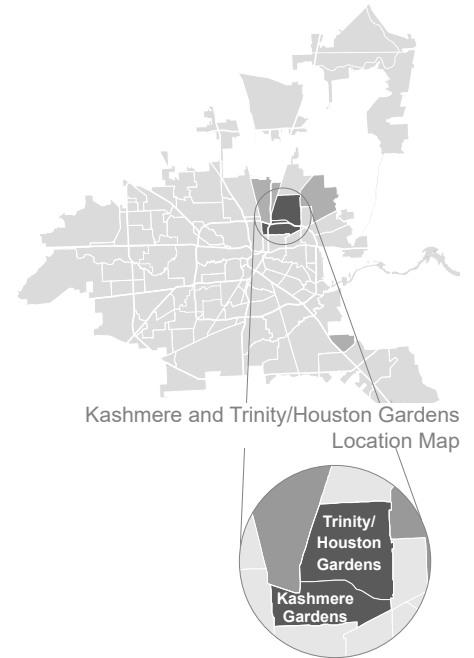 Kashmere and Trinity/Houston Gardens
Location Map
Trinity/
Houston
Gardens
Kashmere
Gardens